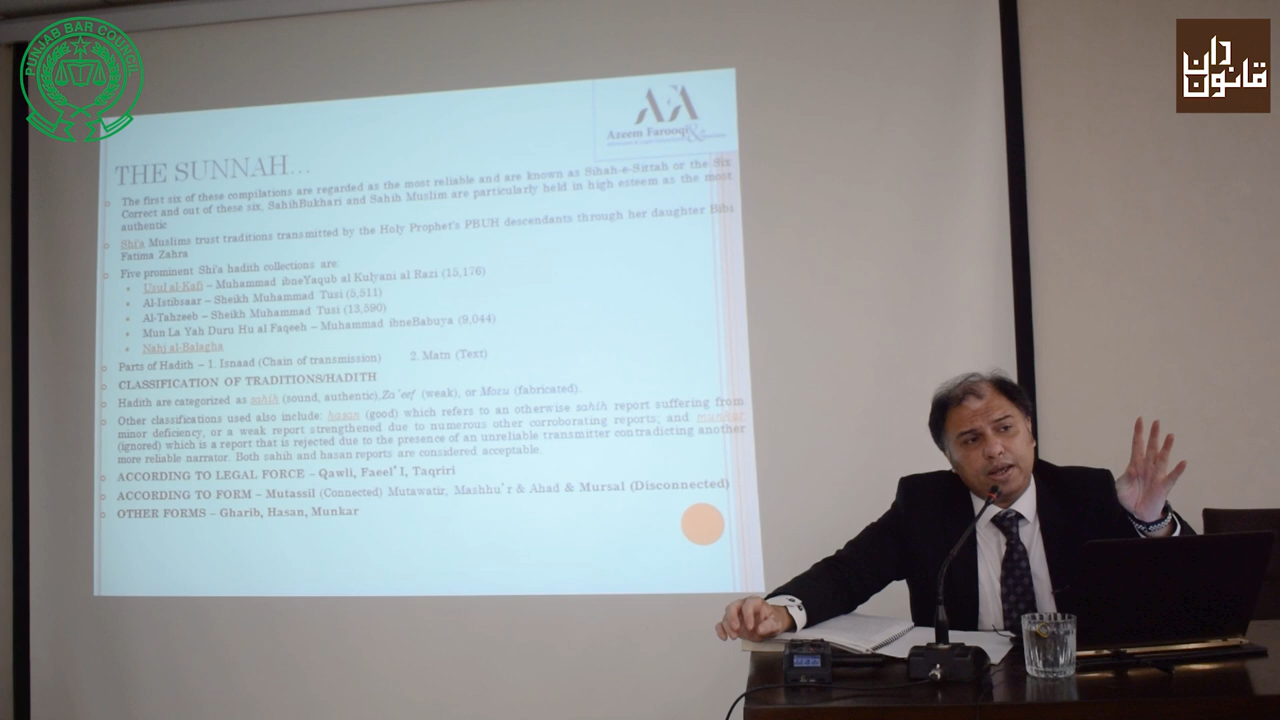 PUNJAB BAR COUNCIL
قانون دان
AFA
Azeem Farooqi &
THE SUNNAH...
The first six of these compilations are regarded as the most reliable and are known as Sihah-e-Sittah or the Six
Correct and out of these six, SahihBukhari and Sahih Muslim are particularly held in high esteem as the most
authentic
Shi'a Muslims trust traditions transmitted by the Holy Prophet's PBUH descendants through her daughter Bibi
Fatima Zahra
Five prominent Shi'a hadith collections are:
Usul al-Kafi – Muhammad ibneYaqub al Kulyani al Razi (15,176)
Al-Istibsaar – Sheikh Muhammad Tusi (5,511)
Al-Tahzeeb – Sheikh Muhammad Tusi (13,590)
Mun La Yah Duru Hu al Faqeeh – Muhammad ibneBabuya (9,044)
Nahj al-Balagha
Parts of Hadith – 1. Isnaad (Chain of transmission) 2. Matn (Text)
CLASSIFICATION OF TRADITIONS/HADITH
Hadith are categorized as sahih (sound, authentic), Za'eef (weak), or Mozu (fabricated).
Other classifications used also include: hasan (good) which refers to an otherwise sahih report suffering from
minor deficiency, or a weak report strengthened due to numerous other corroborating reports; and munkar
(ignored) which is a report that is rejected due to the presence of an unreliable transmitter contradicting another
more reliable narrator. Both sahih and hasan reports are considered acceptable.
ACCORDING TO LEGAL FORCE – Qawli, Faeel'I, Taqriri
ACCORDING TO FORM – Mutassil (Connected) Mutawatir, Mashhu'r & Ahad & Mursal (Disconnected)
OTHER FORMS – Gharib, Hasan, Munkar